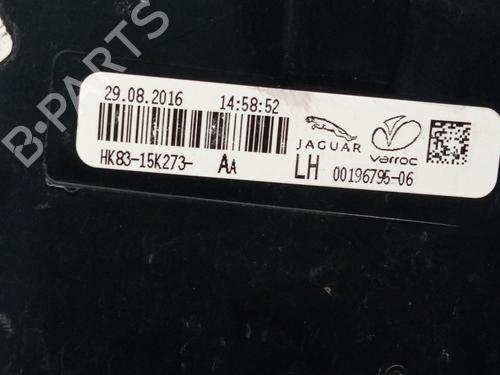 B-PARTS
29.08.2016 14:58:52
JAGUAR varroc
HK83-15K273- AA LH 00196795-06